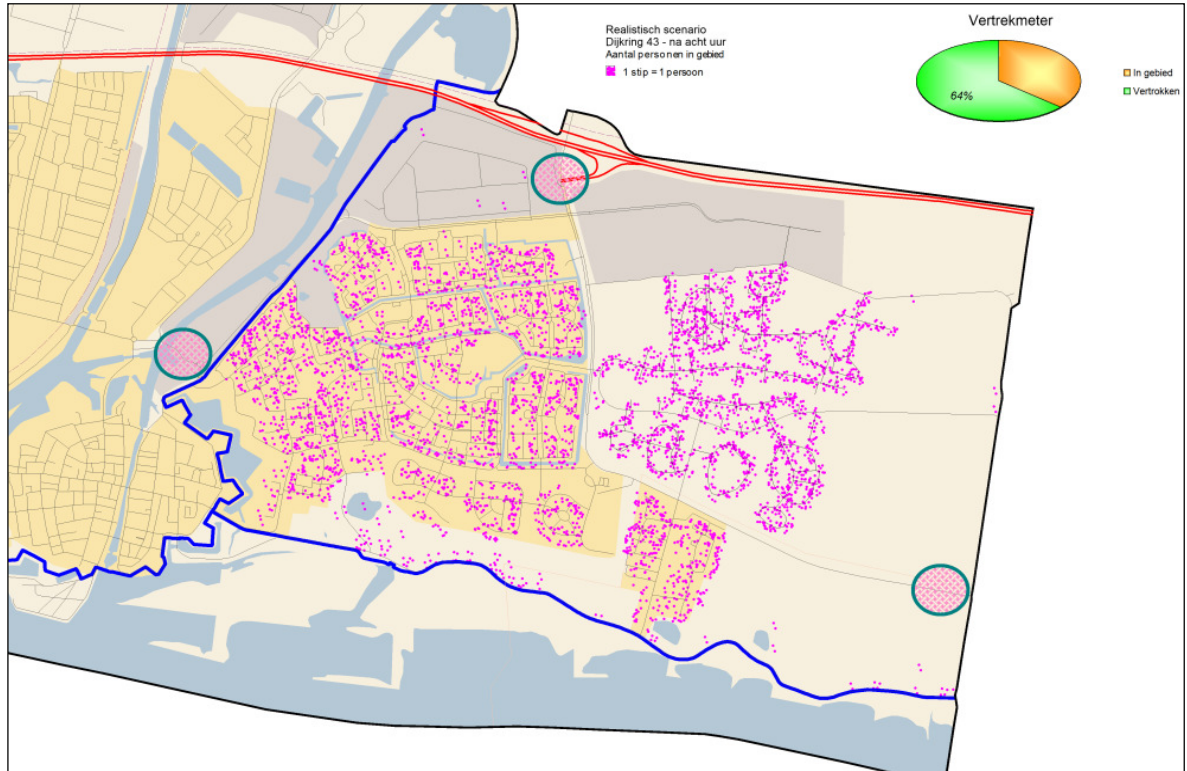 Realistisch scenario
Dijkring 43 - na acht uur
Aantal personen in gebied
1 stip = 1 persoon
Vertrekmeter
64%
In gebied
Vertrokken